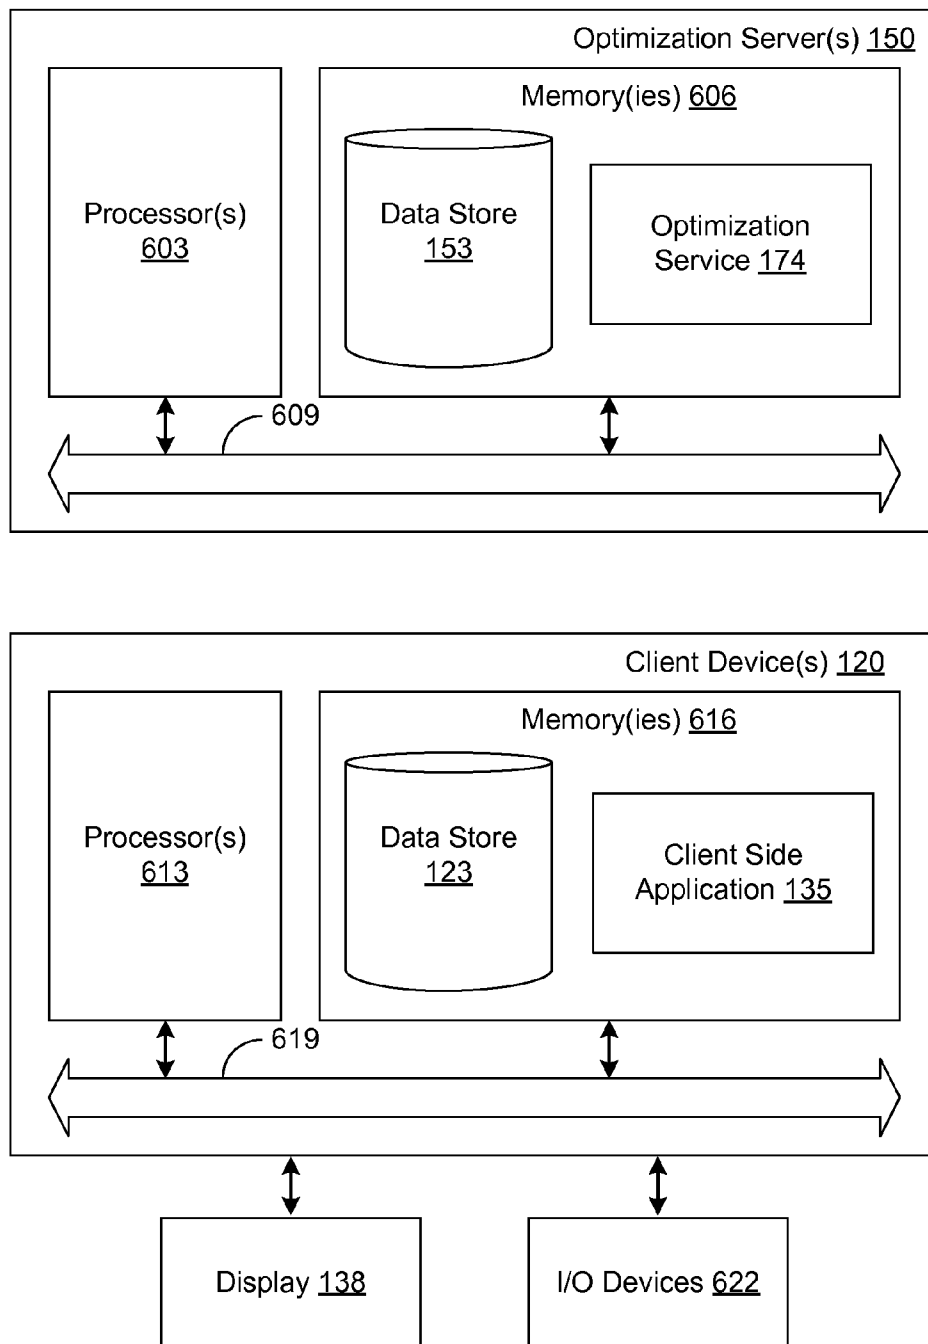 Optimization Server(s) 150
Memory(ies) 606
Processor(s)
603
Data Store
153
Optimization
Service 174
609
Client Device(s) 120
Memory(ies) 616
Processor(s)
613
Data Store
123
Client Side
Application 135
619
Display 138
I/O Devices 622